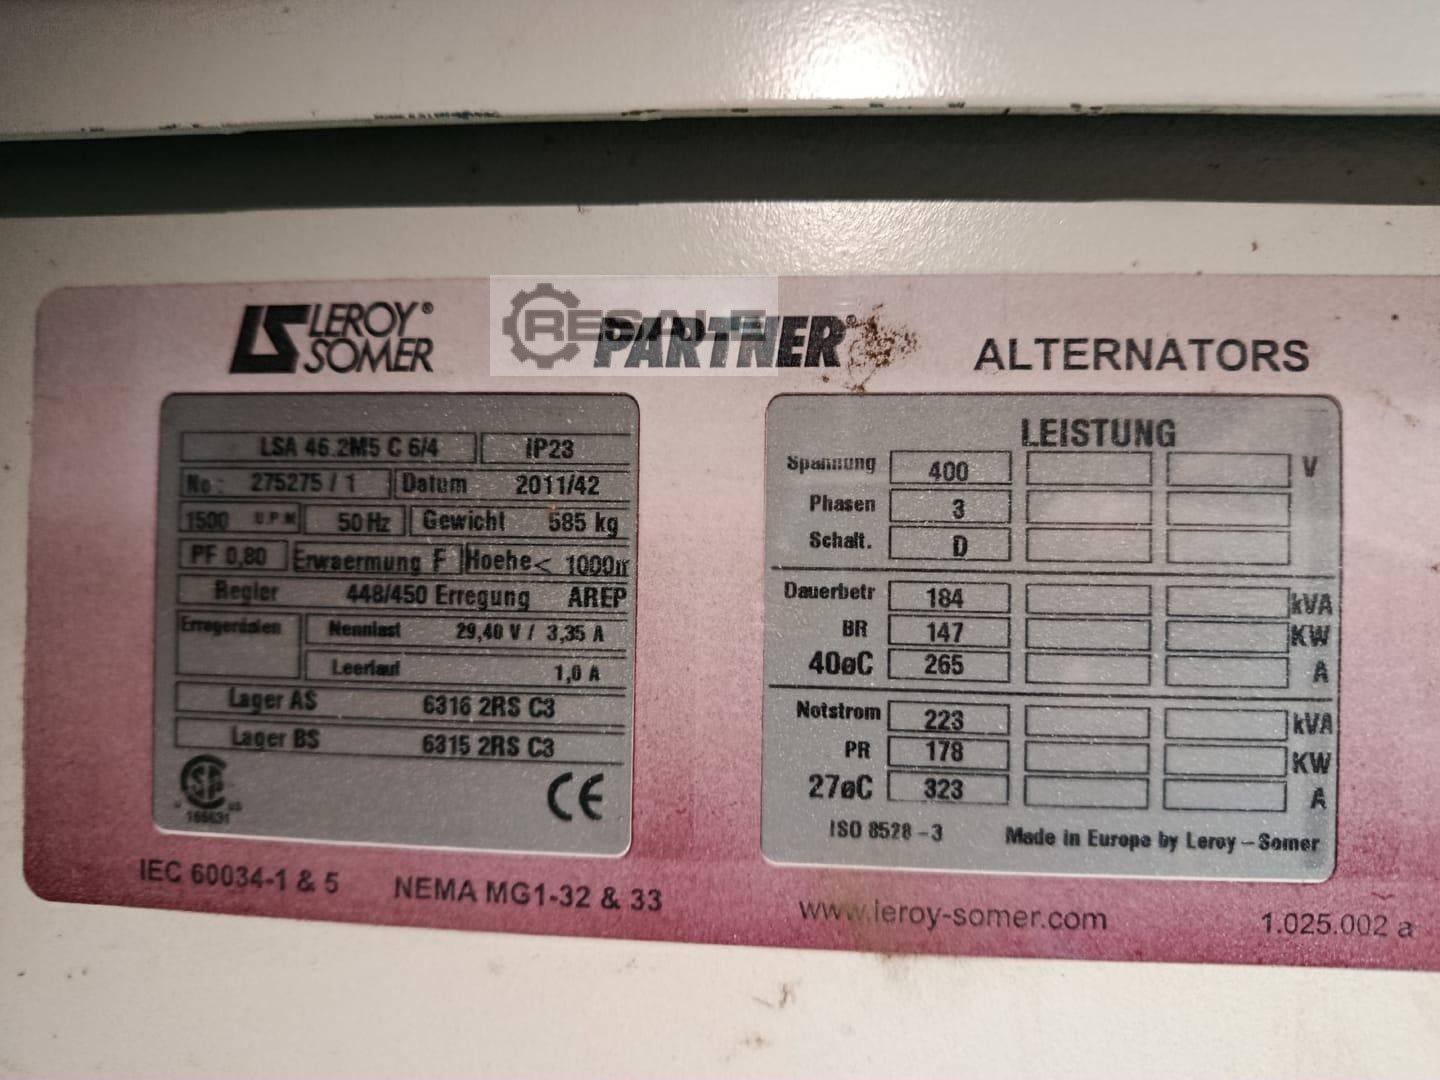 LEROY® SOMER
RESALE
PARTNER®
ALTERNATORS
LSA 46.2M5 C 6/4 IP23
No : 275275 / 1 Datum 2011/42
1500 U.P.M 50 Hz Gewicht 585 kg
PF 0,80 Erwaermung F Hoehe < 1000m
Regler 448/450 Erregung AREP
Erregerdaten Nennlast 29,40 V / 3,35 A
Leerlauf 1,0 A
Lager AS 6316 2RS C3
Lager BS 6315 2RS C3
CE
LEISTUNG
Spannung 400 V
Phasen 3
Schalt. D
Dauerbetr 184 kVA
BR 147 KW
40øC 265 A
Notstrom 223 kVA
PR 178 KW
27øC 323 A
ISO 8528 -3 Made in Europe by Leroy - Somer
IEC 60034-1 & 5 NEMA MG1-32 & 33
www.leroy-somer.com 1.025.002 a